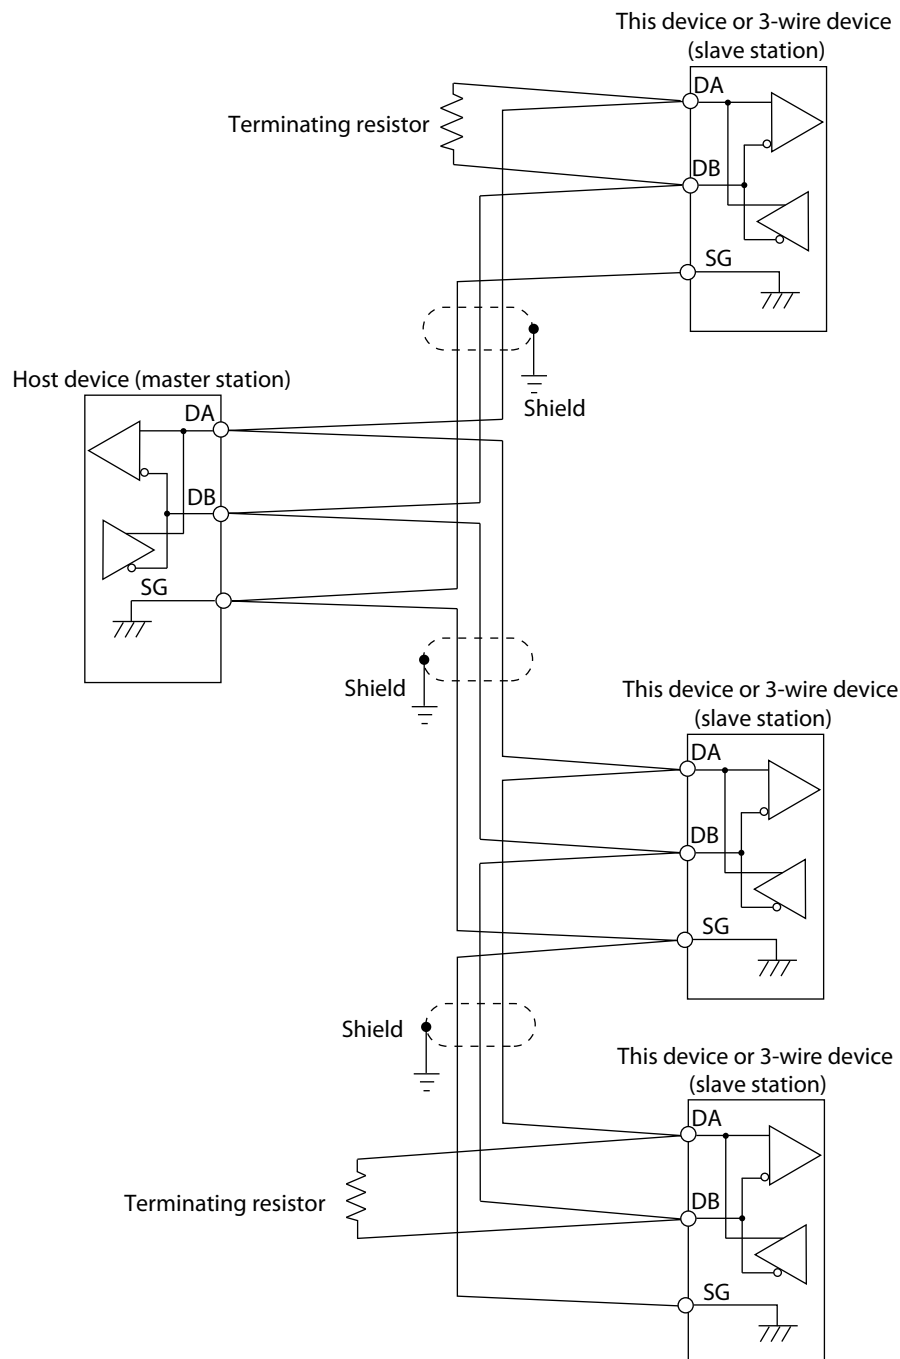 This device or 3-wire device
(slave station)
DA
Terminating resistor
DB
SG
Shield
Host device (master station)
DA
DB
SG
Shield
This device or 3-wire device
(slave station)
DA
DB
SG
Shield
This device or 3-wire device
(slave station)
DA
Terminating resistor
DB
SG